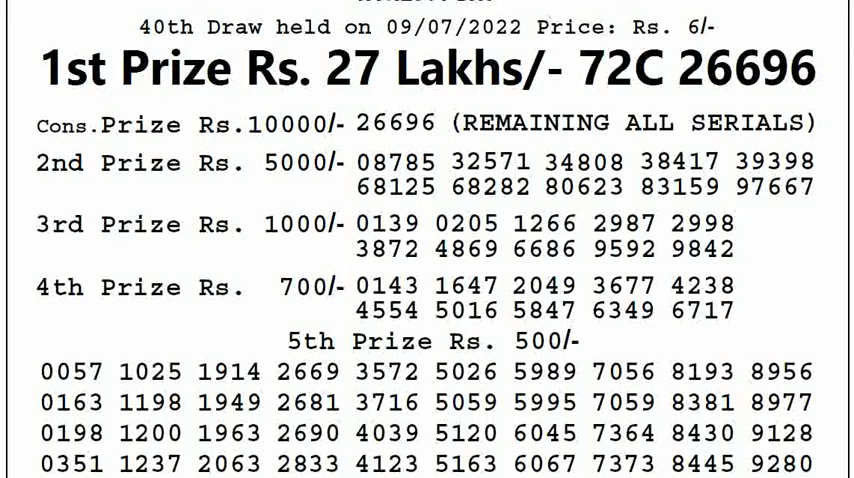 40th Draw held on 09/07/2022 Price: Rs. 6/-
1st Prize Rs. 27 Lakhs/- 72C 26696
Cons.Prize Rs.10000/- 26696 (REMAINING ALL SERIALS)
2nd Prize Rs. 5000/- 08785 32571 34808 38417 39398
68125 68282 80623 83159 97667
3rd Prize Rs. 1000/- 0139 0205 1266 2987 2998
3872 4869 6686 9592 9842
4th Prize Rs. 700/- 0143 1647 2049 3677 4238
4554 5016 5847 6349 6717
5th Prize Rs. 500/-
0057 1025 1914 2669 3572 5026 5989 7056 8193 8956
0163 1198 1949 2681 3716 5059 5995 7059 8381 8977
0198 1200 1963 2690 4039 5120 6045 7364 8430 9128
0351 1237 2063 2833 4123 5163 6067 7373 8445 9280